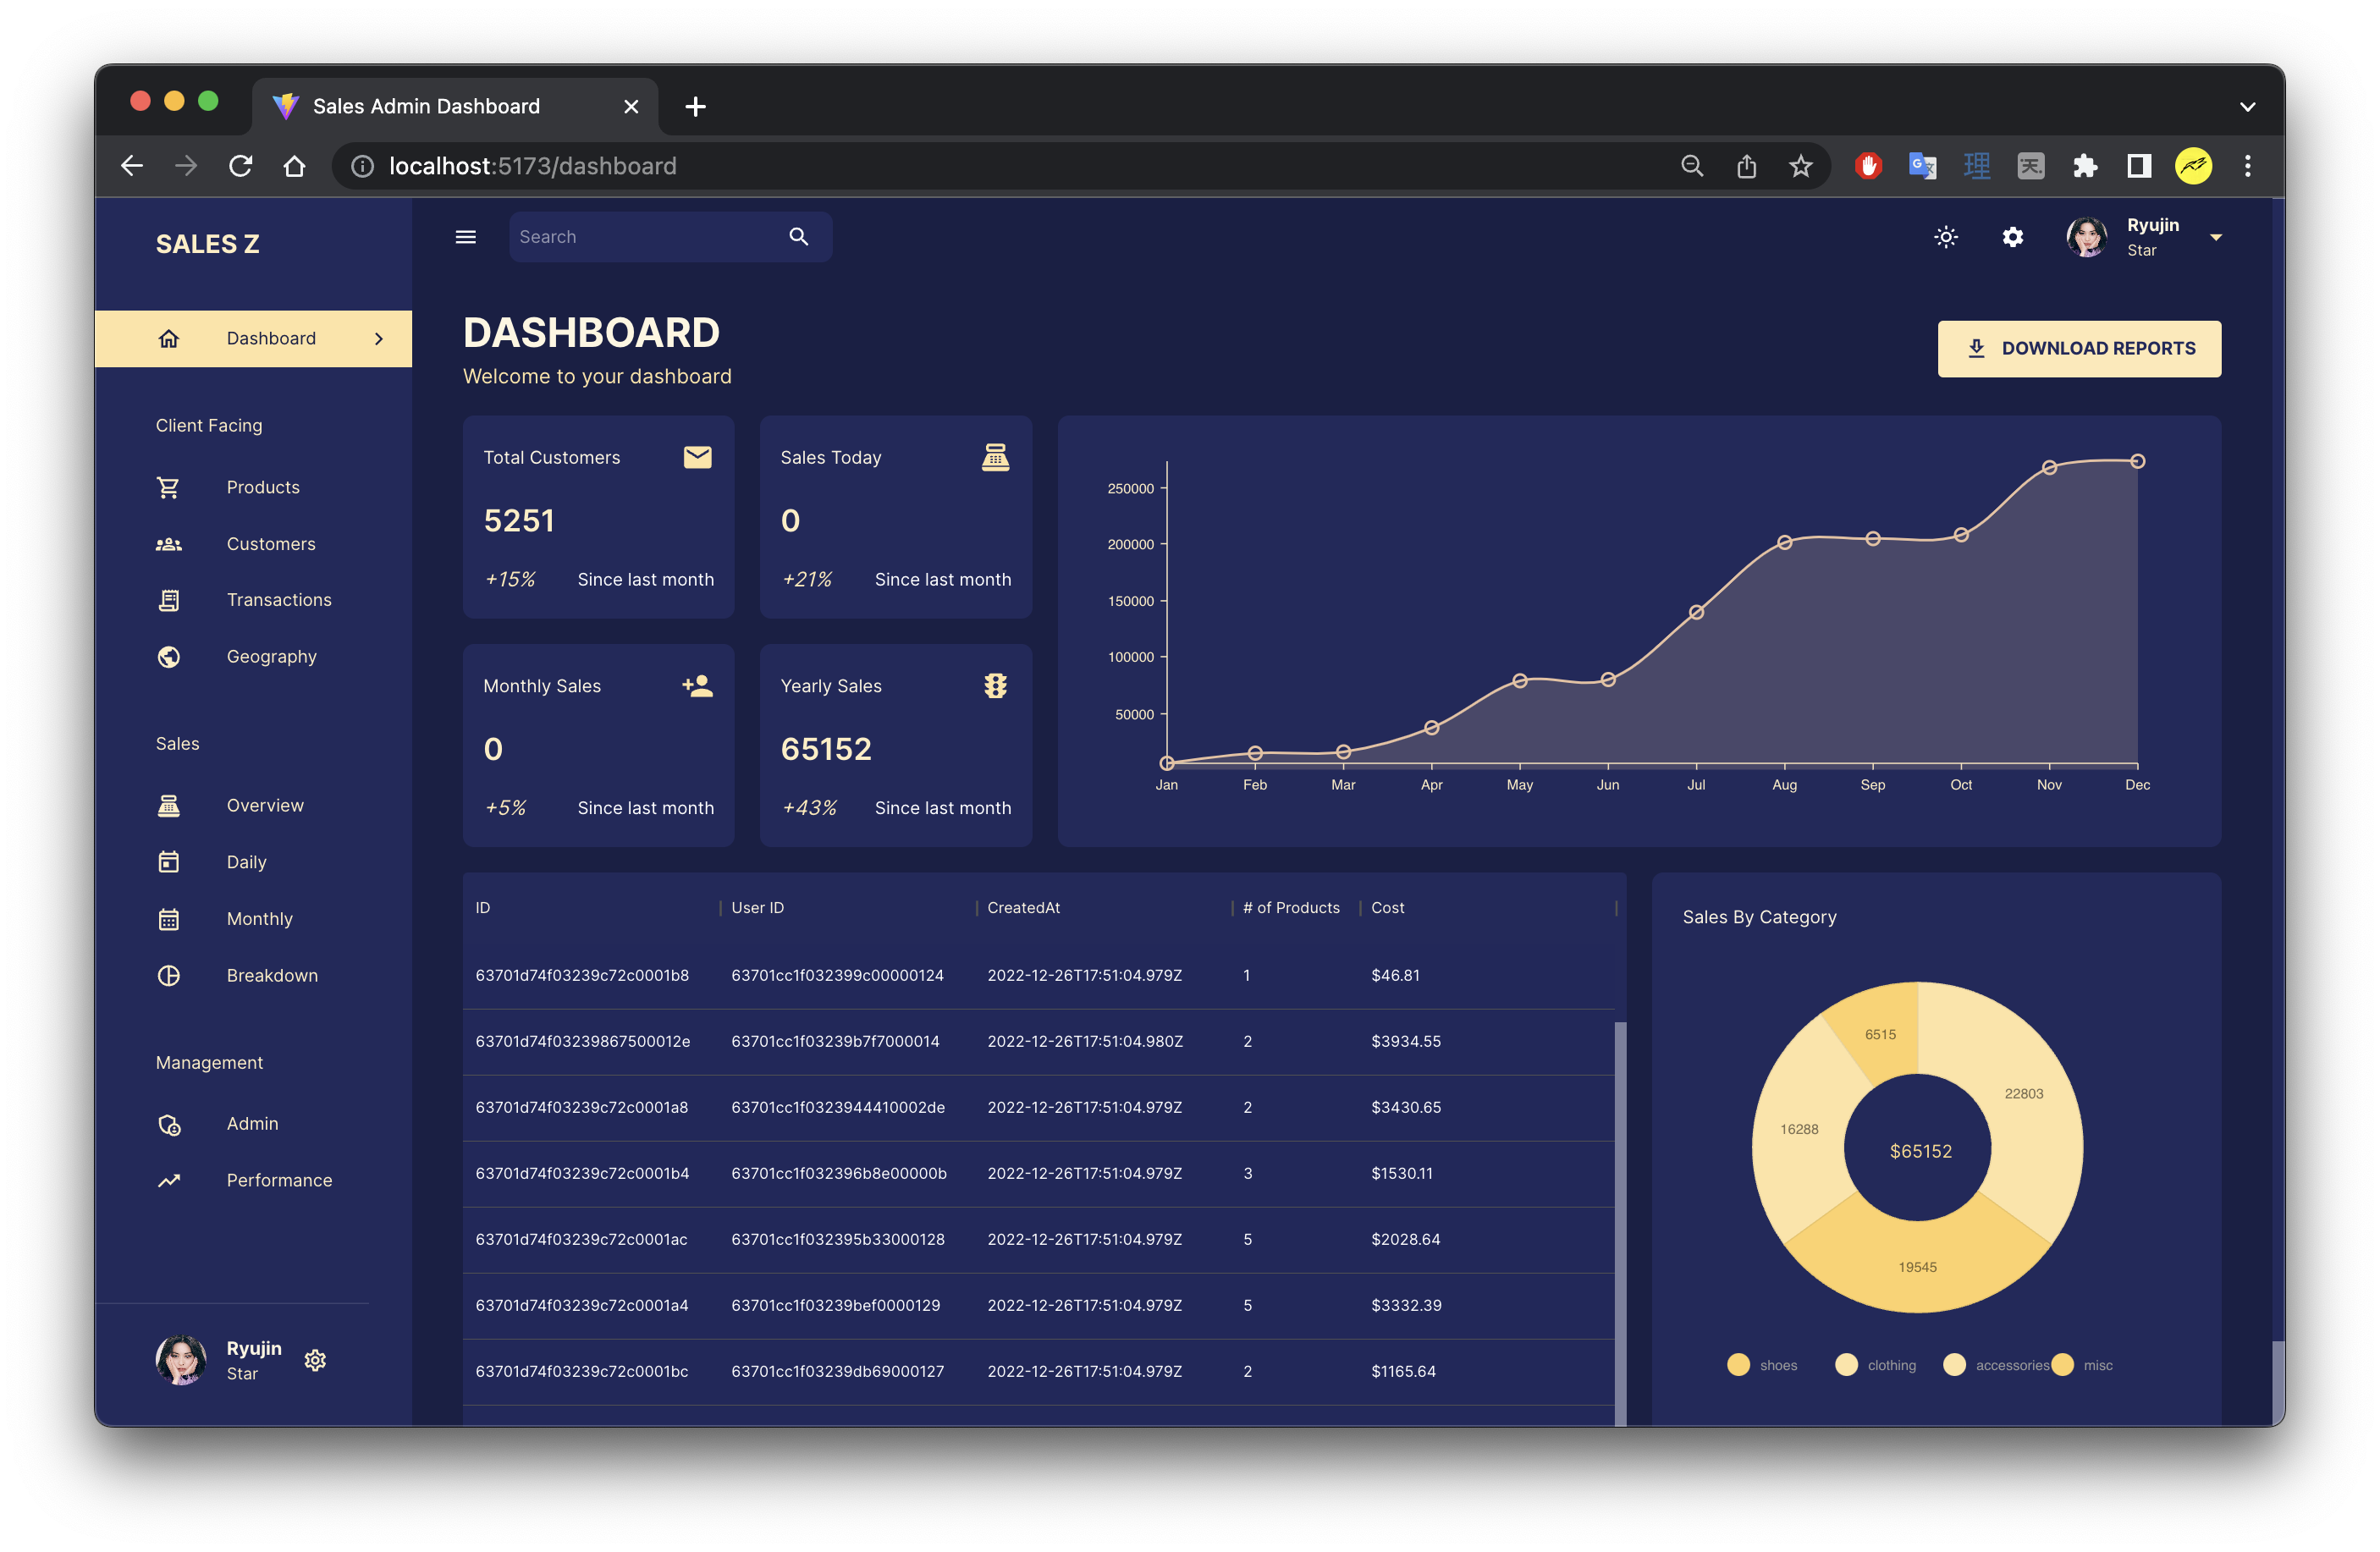 Sales Admin Dashboard
localhost:5173/dashboard
理
天
SALES Z
Search
Ryujin
Star
Dashboard
Client Facing
Products
Customers
Transactions
Geography
Sales
Overview
Daily
Monthly
Breakdown
Management
Admin
Performance
Ryujin
Star
DASHBOARD
Welcome to your dashboard
DOWNLOAD REPORTS
Total Customers
5251
+15% Since last month
Sales Today
0
+21% Since last month
Monthly Sales
0
+5% Since last month
Yearly Sales
65152
+43% Since last month
250000
200000
150000
100000
50000
Jan Feb Mar Apr May Jun Jul Aug Sep Oct Nov Dec
ID User ID CreatedAt # of Products Cost
63701d74f03239c72c0001b8 63701cc1f032399c00000124 2022-12-26T17:51:04.979Z 1 $46.81
63701d74f03239867500012e 63701cc1f03239b7f7000014 2022-12-26T17:51:04.980Z 2 $3934.55
63701d74f03239c72c0001a8 63701cc1f0323944410002de 2022-12-26T17:51:04.979Z 2 $3430.65
63701d74f03239c72c0001b4 63701cc1f032396b8e00000b 2022-12-26T17:51:04.979Z 3 $1530.11
63701d74f03239c72c0001ac 63701cc1f032395b33000128 2022-12-26T17:51:04.979Z 5 $2028.64
63701d74f03239c72c0001a4 63701cc1f03239bef0000129 2022-12-26T17:51:04.979Z 5 $3332.39
63701d74f03239c72c0001bc 63701cc1f03239db69000127 2022-12-26T17:51:04.979Z 2 $1165.64
Sales By Category
6515
22803
16288
$65152
19545
shoes clothing accessories misc